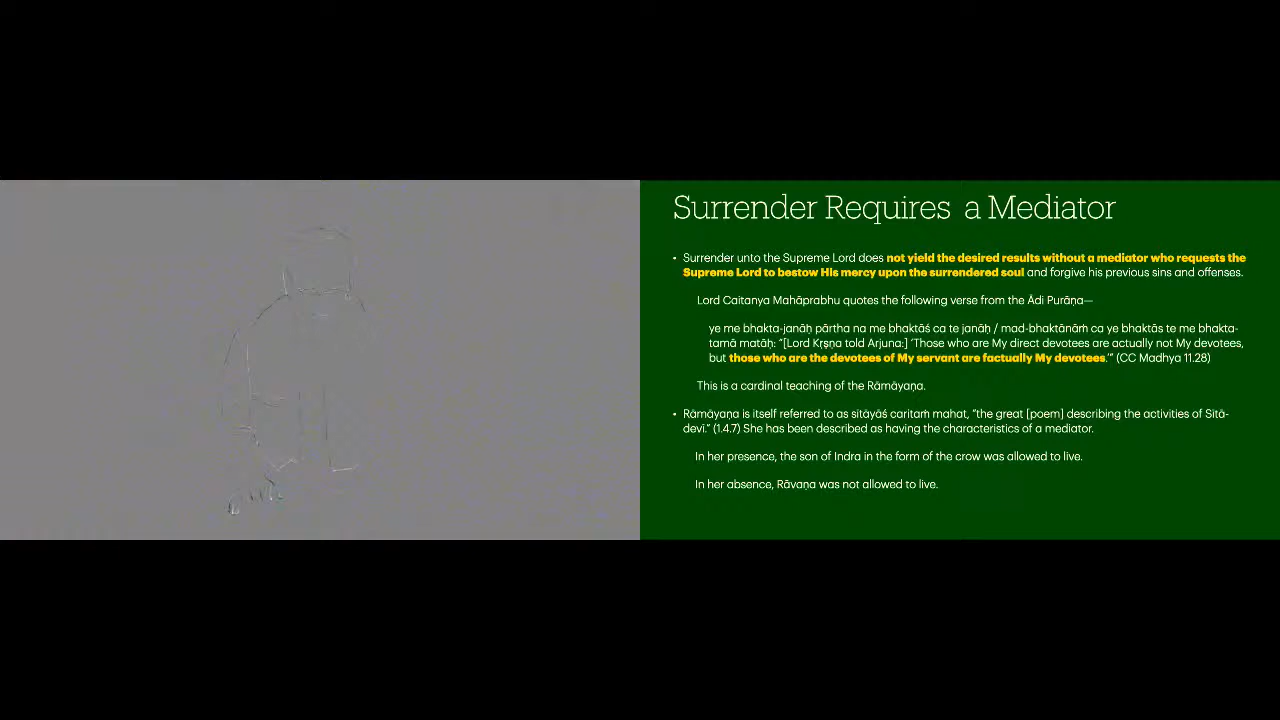 Surrender Requires a Mediator
• Surrender unto the Supreme Lord does not yield the desired results without a mediator who requests the
Supreme Lord to bestow His mercy upon the surrendered soul and forgive his previous sins and offenses.
Lord Caitanya Mahāprabhu quotes the following verse from the Ādi Purāṇa—
ye me bhakta-janāḥ pārtha na me bhaktāś ca te janāḥ / mad-bhaktānāṁ ca ye bhaktās te me bhakta-
tamā matāḥ: “[Lord Kṛṣṇa told Arjuna:] ‘Those who are My direct devotees are actually not My devotees,
but those who are the devotees of My servant are factually My devotees.’” (CC Madhya 11.28)
This is a cardinal teaching of the Rāmāyaṇa.
• Rāmāyaṇa is itself referred to as sitāyāś caritaṁ mahat, “the great [poem] describing the activities of Sitā-
devī.” (1.4.7) She has been described as having the characteristics of a mediator.
In her presence, the son of Indra in the form of the crow was allowed to live.
In her absence, Rāvaṇa was not allowed to live.